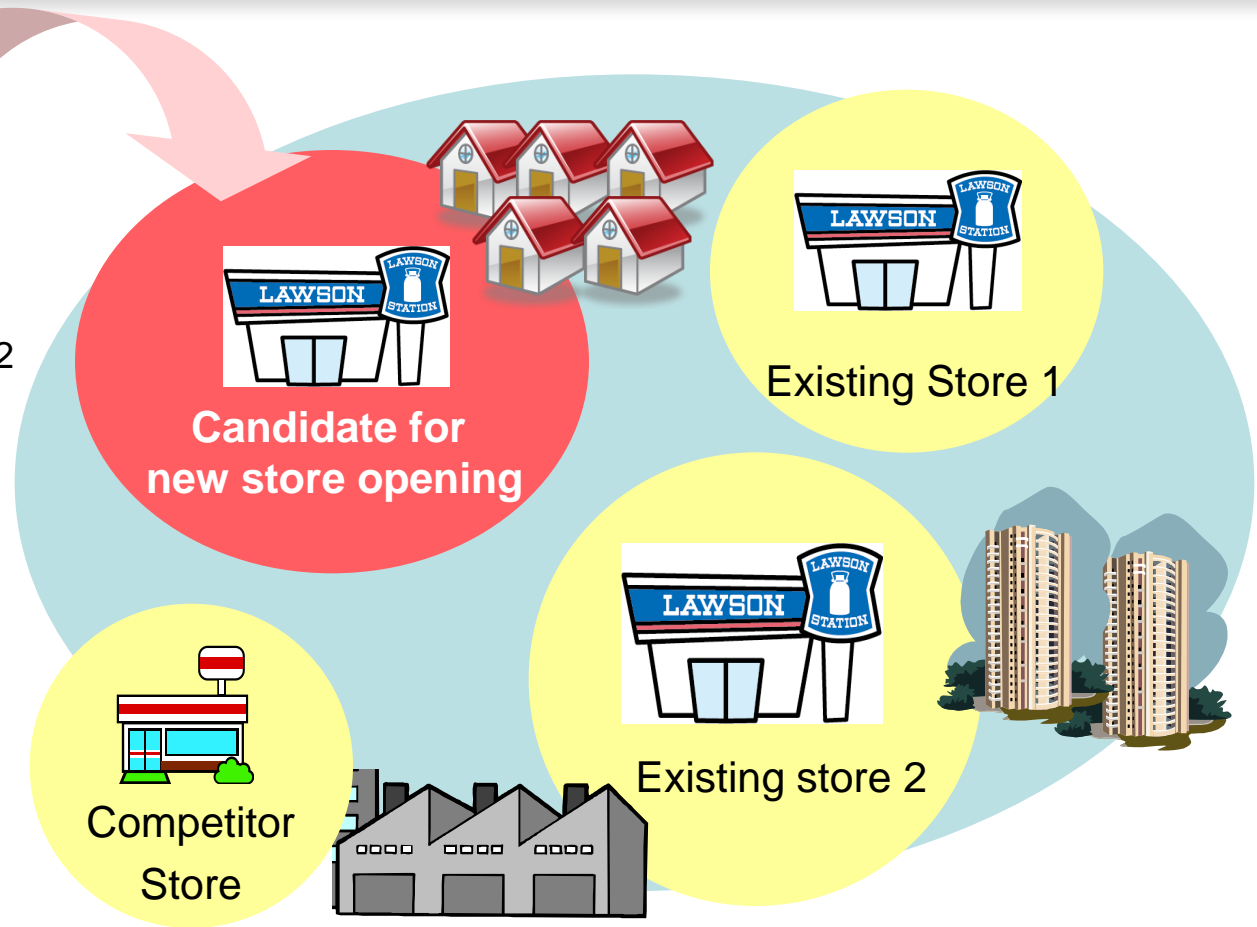 LAWSON
STATION
LAWSON
Existing Store 1
2
LAWSON
STATION
LAWSON
Candidate for
new store opening
LAWSON
STATION
LAWSON
Existing store 2
Competitor
Store